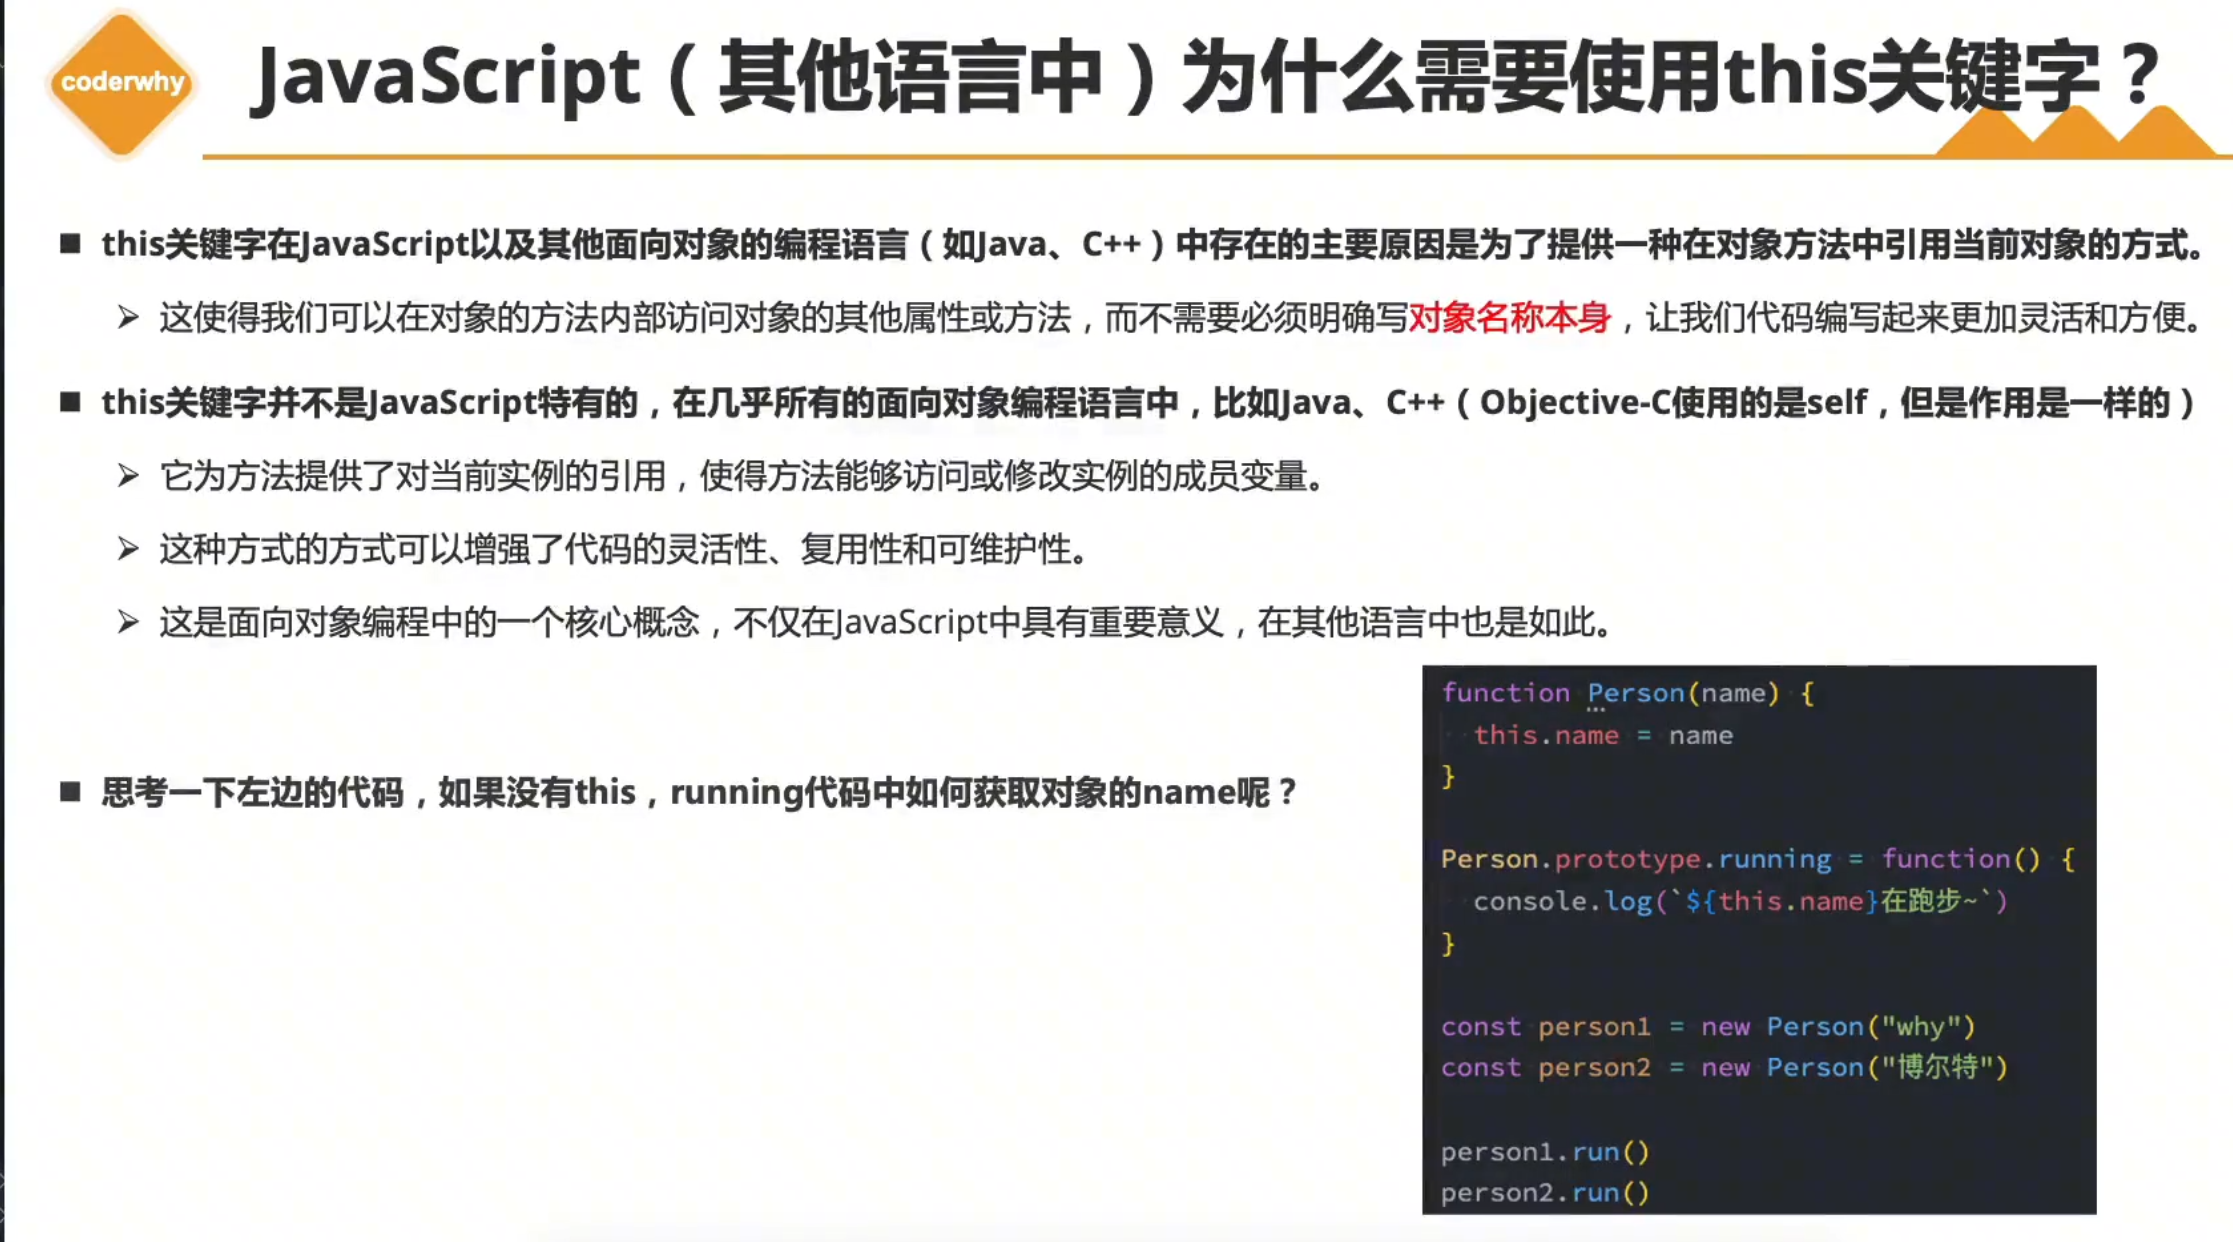 coderwhy
JavaScript（其他语言中）为什么需要使用this关键字？
■ this关键字在JavaScript以及其他面向对象的编程语言（如Java、C++）中存在的主要原因是为了提供一种在对象方法中引用当前对象的方式。
➢ 这使得我们可以在对象的方法内部访问对象的其他属性或方法，而不需要必须明确写对象名称本身，让我们代码编写起来更加灵活和方便。
■ this关键字并不是JavaScript特有的，在几乎所有的面向对象编程语言中，比如Java、C++（Objective-C使用的是self，但是作用是一样的）
➢ 它为方法提供了对当前实例的引用，使得方法能够访问或修改实例的成员变量。
➢ 这种方式的方式可以增强了代码的灵活性、复用性和可维护性。
➢ 这是面向对象编程中的一个核心概念，不仅在JavaScript中具有重要意义，在其他语言中也是如此。
■ 思考一下左边的代码，如果没有this，running代码中如何获取对象的name呢？
function Person(name) {
  this.name = name
}
Person.prototype.running = function() {
  console.log(`${this.name}在跑步~`)
}
const person1 = new Person("why")
const person2 = new Person("博尔特")
person1.run()
person2.run()